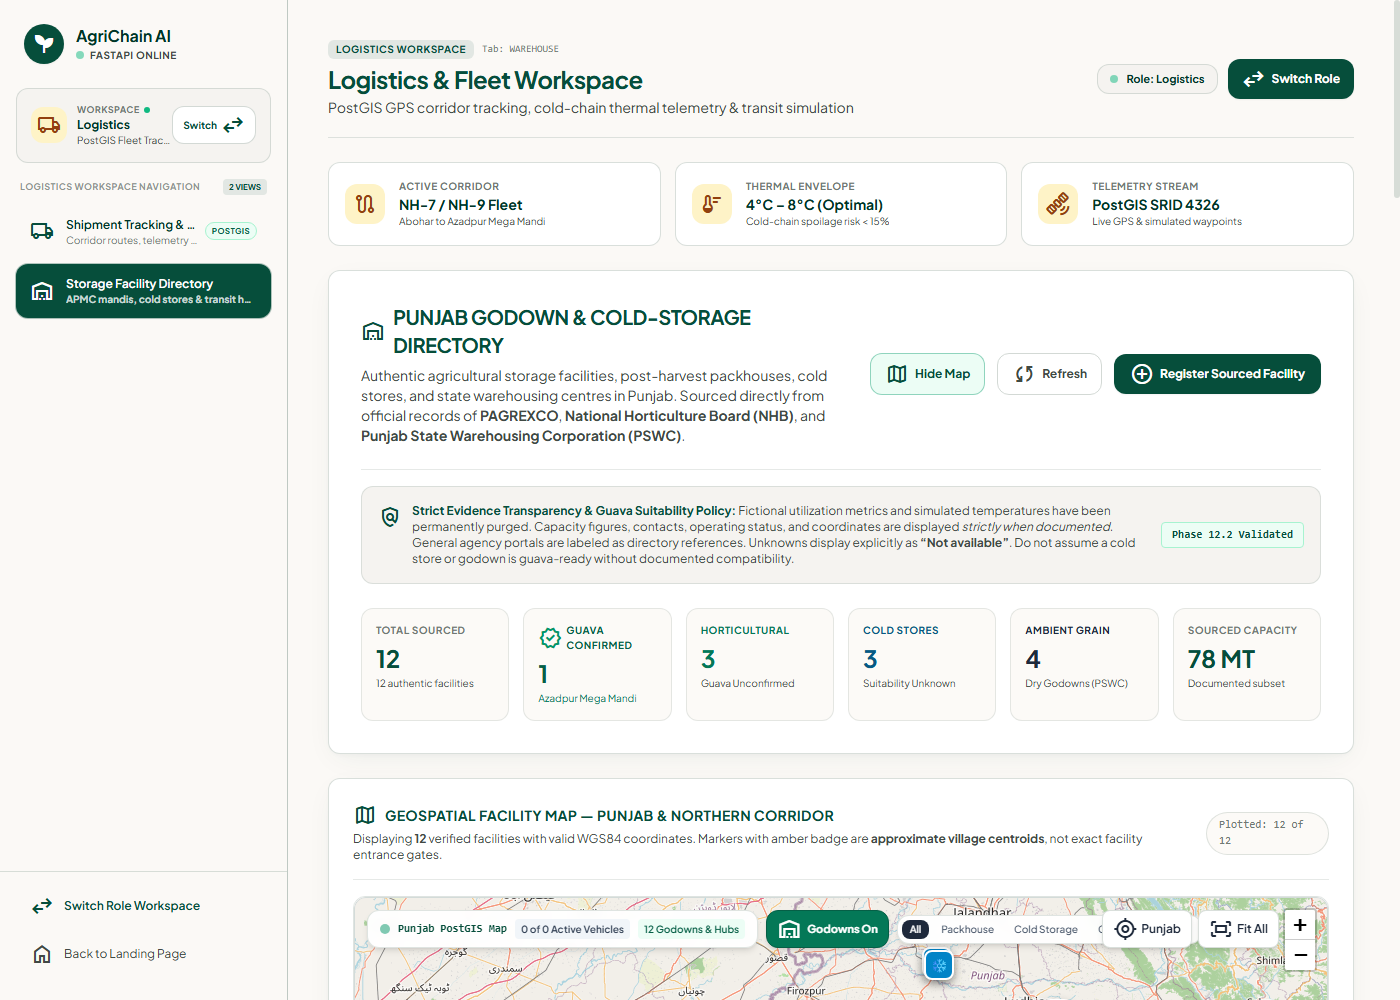 AgriChain AI
FASTAPI ONLINE
WORKSPACE
Logistics
PostGIS Fleet Trac...
Switch
LOGISTICS WORKSPACE NAVIGATION
2 VIEWS
Shipment Tracking & ...
Corridor routes, telemetry ...
POSTGIS
Storage Facility Directory
APMC mandis, cold stores & transit h...
Switch Role Workspace
Back to Landing Page
LOGISTICS WORKSPACE
Tab: WAREHOUSE
Logistics & Fleet Workspace
PostGIS GPS corridor tracking, cold-chain thermal telemetry & transit simulation
Role: Logistics
Switch Role
ACTIVE CORRIDOR
NH-7 / NH-9 Fleet
Abohar to Azadpur Mega Mandi
THERMAL ENVELOPE
4°C – 8°C (Optimal)
Cold-chain spoilage risk < 15%
TELEMETRY STREAM
PostGIS SRID 4326
Live GPS & simulated waypoints
PUNJAB GODOWN & COLD-STORAGE
DIRECTORY
Authentic agricultural storage facilities, post-harvest packhouses, cold
stores, and state warehousing centres in Punjab. Sourced directly from
official records of PAGREXCO, National Horticulture Board (NHB), and
Punjab State Warehousing Corporation (PSWC).
Hide Map
Refresh
Register Sourced Facility
Strict Evidence Transparency & Guava Suitability Policy: Fictional utilization metrics and simulated temperatures have been
permanently purged. Capacity figures, contacts, operating status, and coordinates are displayed strictly when documented.
General agency portals are labeled as directory references. Unknowns display explicitly as “Not available”. Do not assume a cold
store or godown is guava-ready without documented compatibility.
Phase 12.2 Validated
TOTAL SOURCED
12
12 authentic facilities
GUAVA
CONFIRMED
1
Azadpur Mega Mandi
HORTICULTURAL
3
Guava Unconfirmed
COLD STORES
3
Suitability Unknown
AMBIENT GRAIN
4
Dry Godowns (PSWC)
SOURCED CAPACITY
78 MT
Documented subset
GEOSPATIAL FACILITY MAP — PUNJAB & NORTHERN CORRIDOR
Displaying 12 verified facilities with valid WGS84 coordinates. Markers with amber badge are approximate village centroids, not exact facility
entrance gates.
Plotted: 12 of
12
Punjab PostGIS Map
0 of 0 Active Vehicles
12 Godowns & Hubs
Godowns On
All
Packhouse
Cold Storage
Punjab
Fit All
+
−
Jalandhar
گوجرہ
سمندری
قصور
ٹوبہ ٹیک سنگھ
چونیاں
Firozpur
Punjab